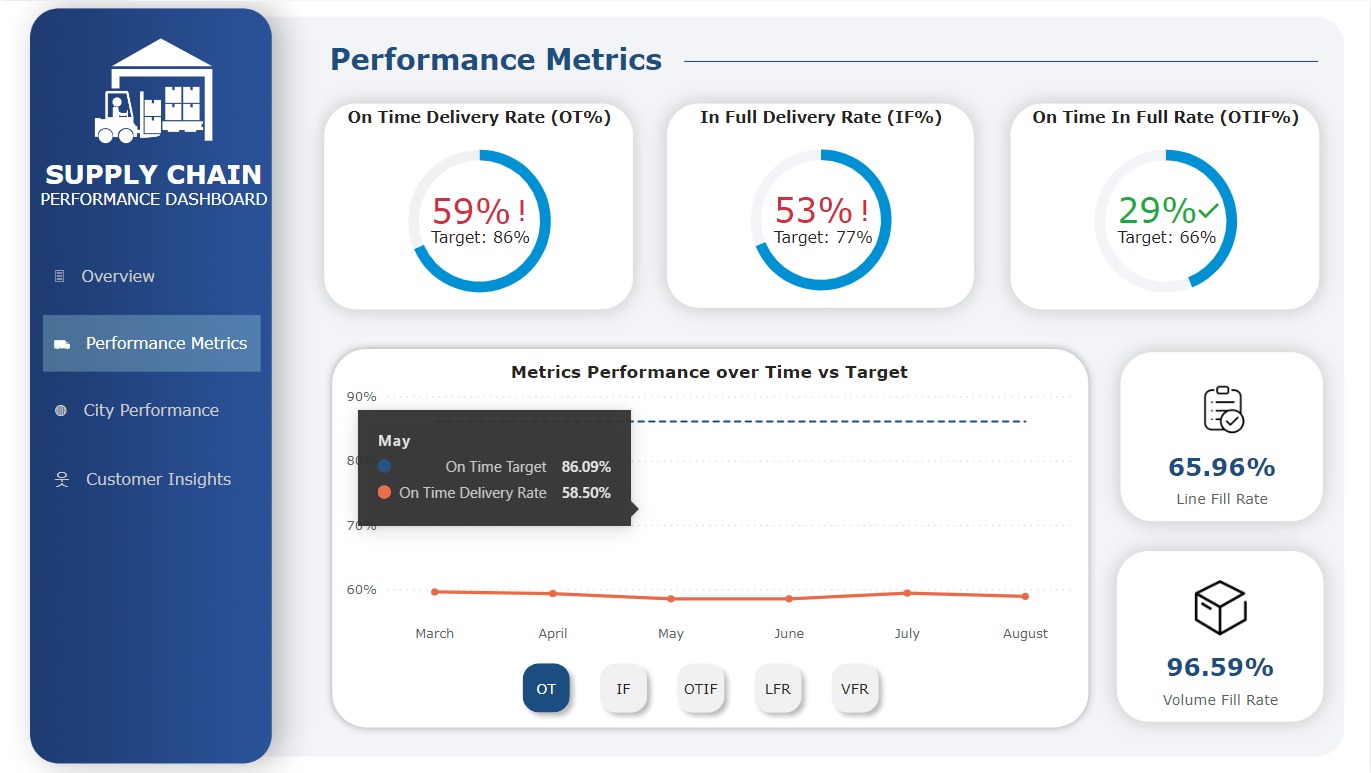 SUPPLY CHAIN
PERFORMANCE DASHBOARD
Overview
Performance Metrics
City Performance
Customer Insights
Performance Metrics
On Time Delivery Rate (OT%)
59% !
Target: 86%
In Full Delivery Rate (IF%)
53% !
Target: 77%
On Time In Full Rate (OTIF%)
29%✓
Target: 66%
Metrics Performance over Time vs Target
90%
80%
70%
60%
May
On Time Target 86.09%
On Time Delivery Rate 58.50%
March April May June July August
OT IF OTIF LFR VFR
65.96%
Line Fill Rate
96.59%
Volume Fill Rate